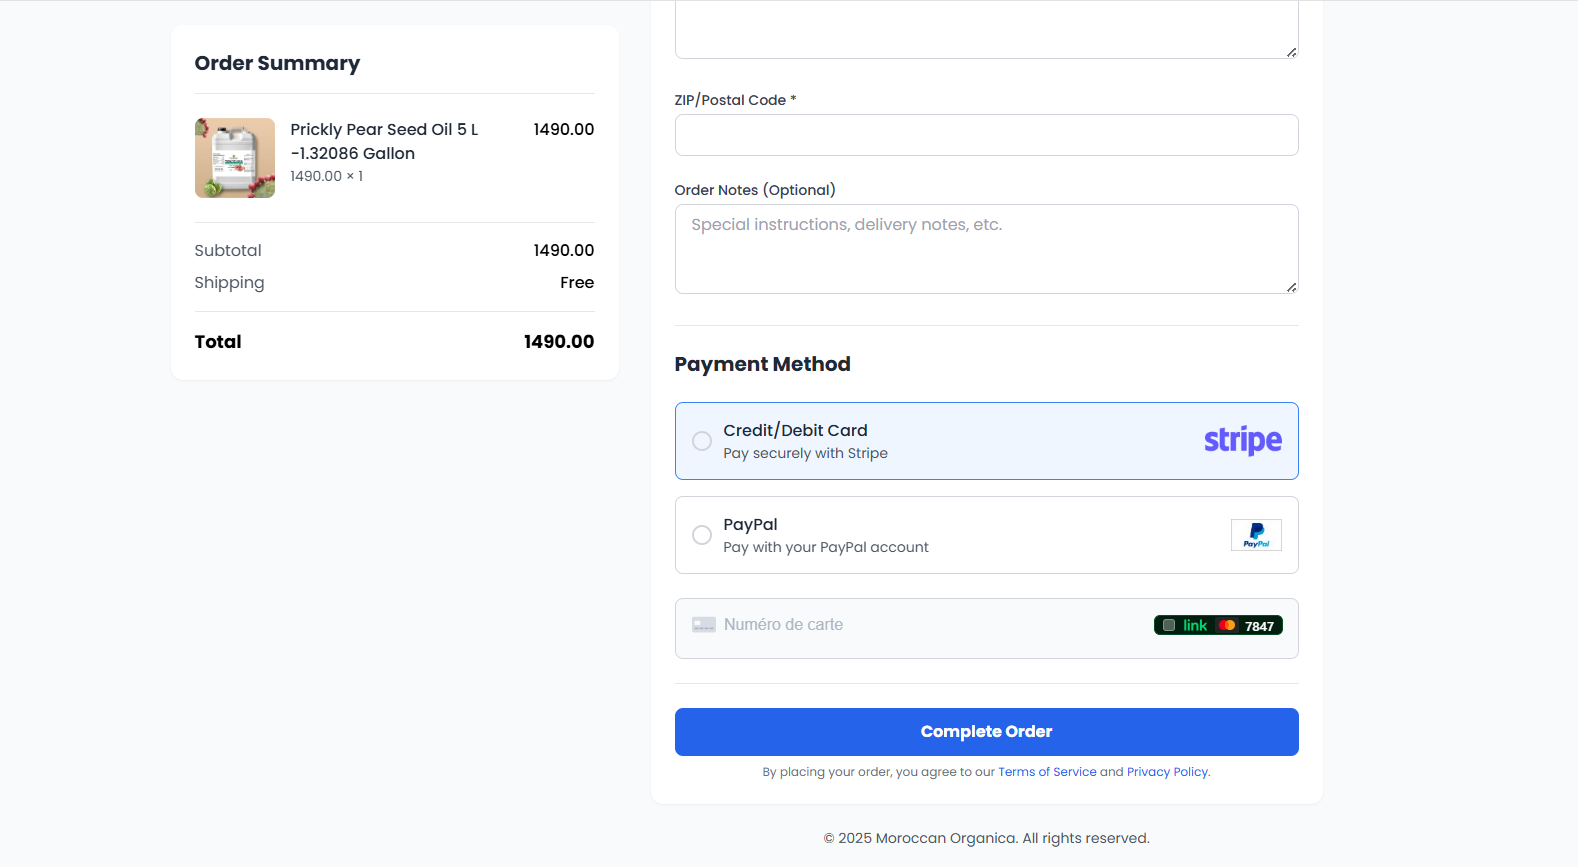 Order Summary
Prickly Pear Seed Oil 5 L
-1.32086 Gallon
1490.00
1490.00 × 1
Subtotal
1490.00
Shipping
Free
Total
1490.00
ZIP/Postal Code *
Order Notes (Optional)
Special instructions, delivery notes, etc.
Payment Method
Credit/Debit Card
Pay securely with Stripe
stripe
PayPal
Pay with your PayPal account
PayPal
Numéro de carte
link 7847
Complete Order
By placing your order, you agree to our Terms of Service and Privacy Policy.
© 2025 Moroccan Organica. All rights reserved.